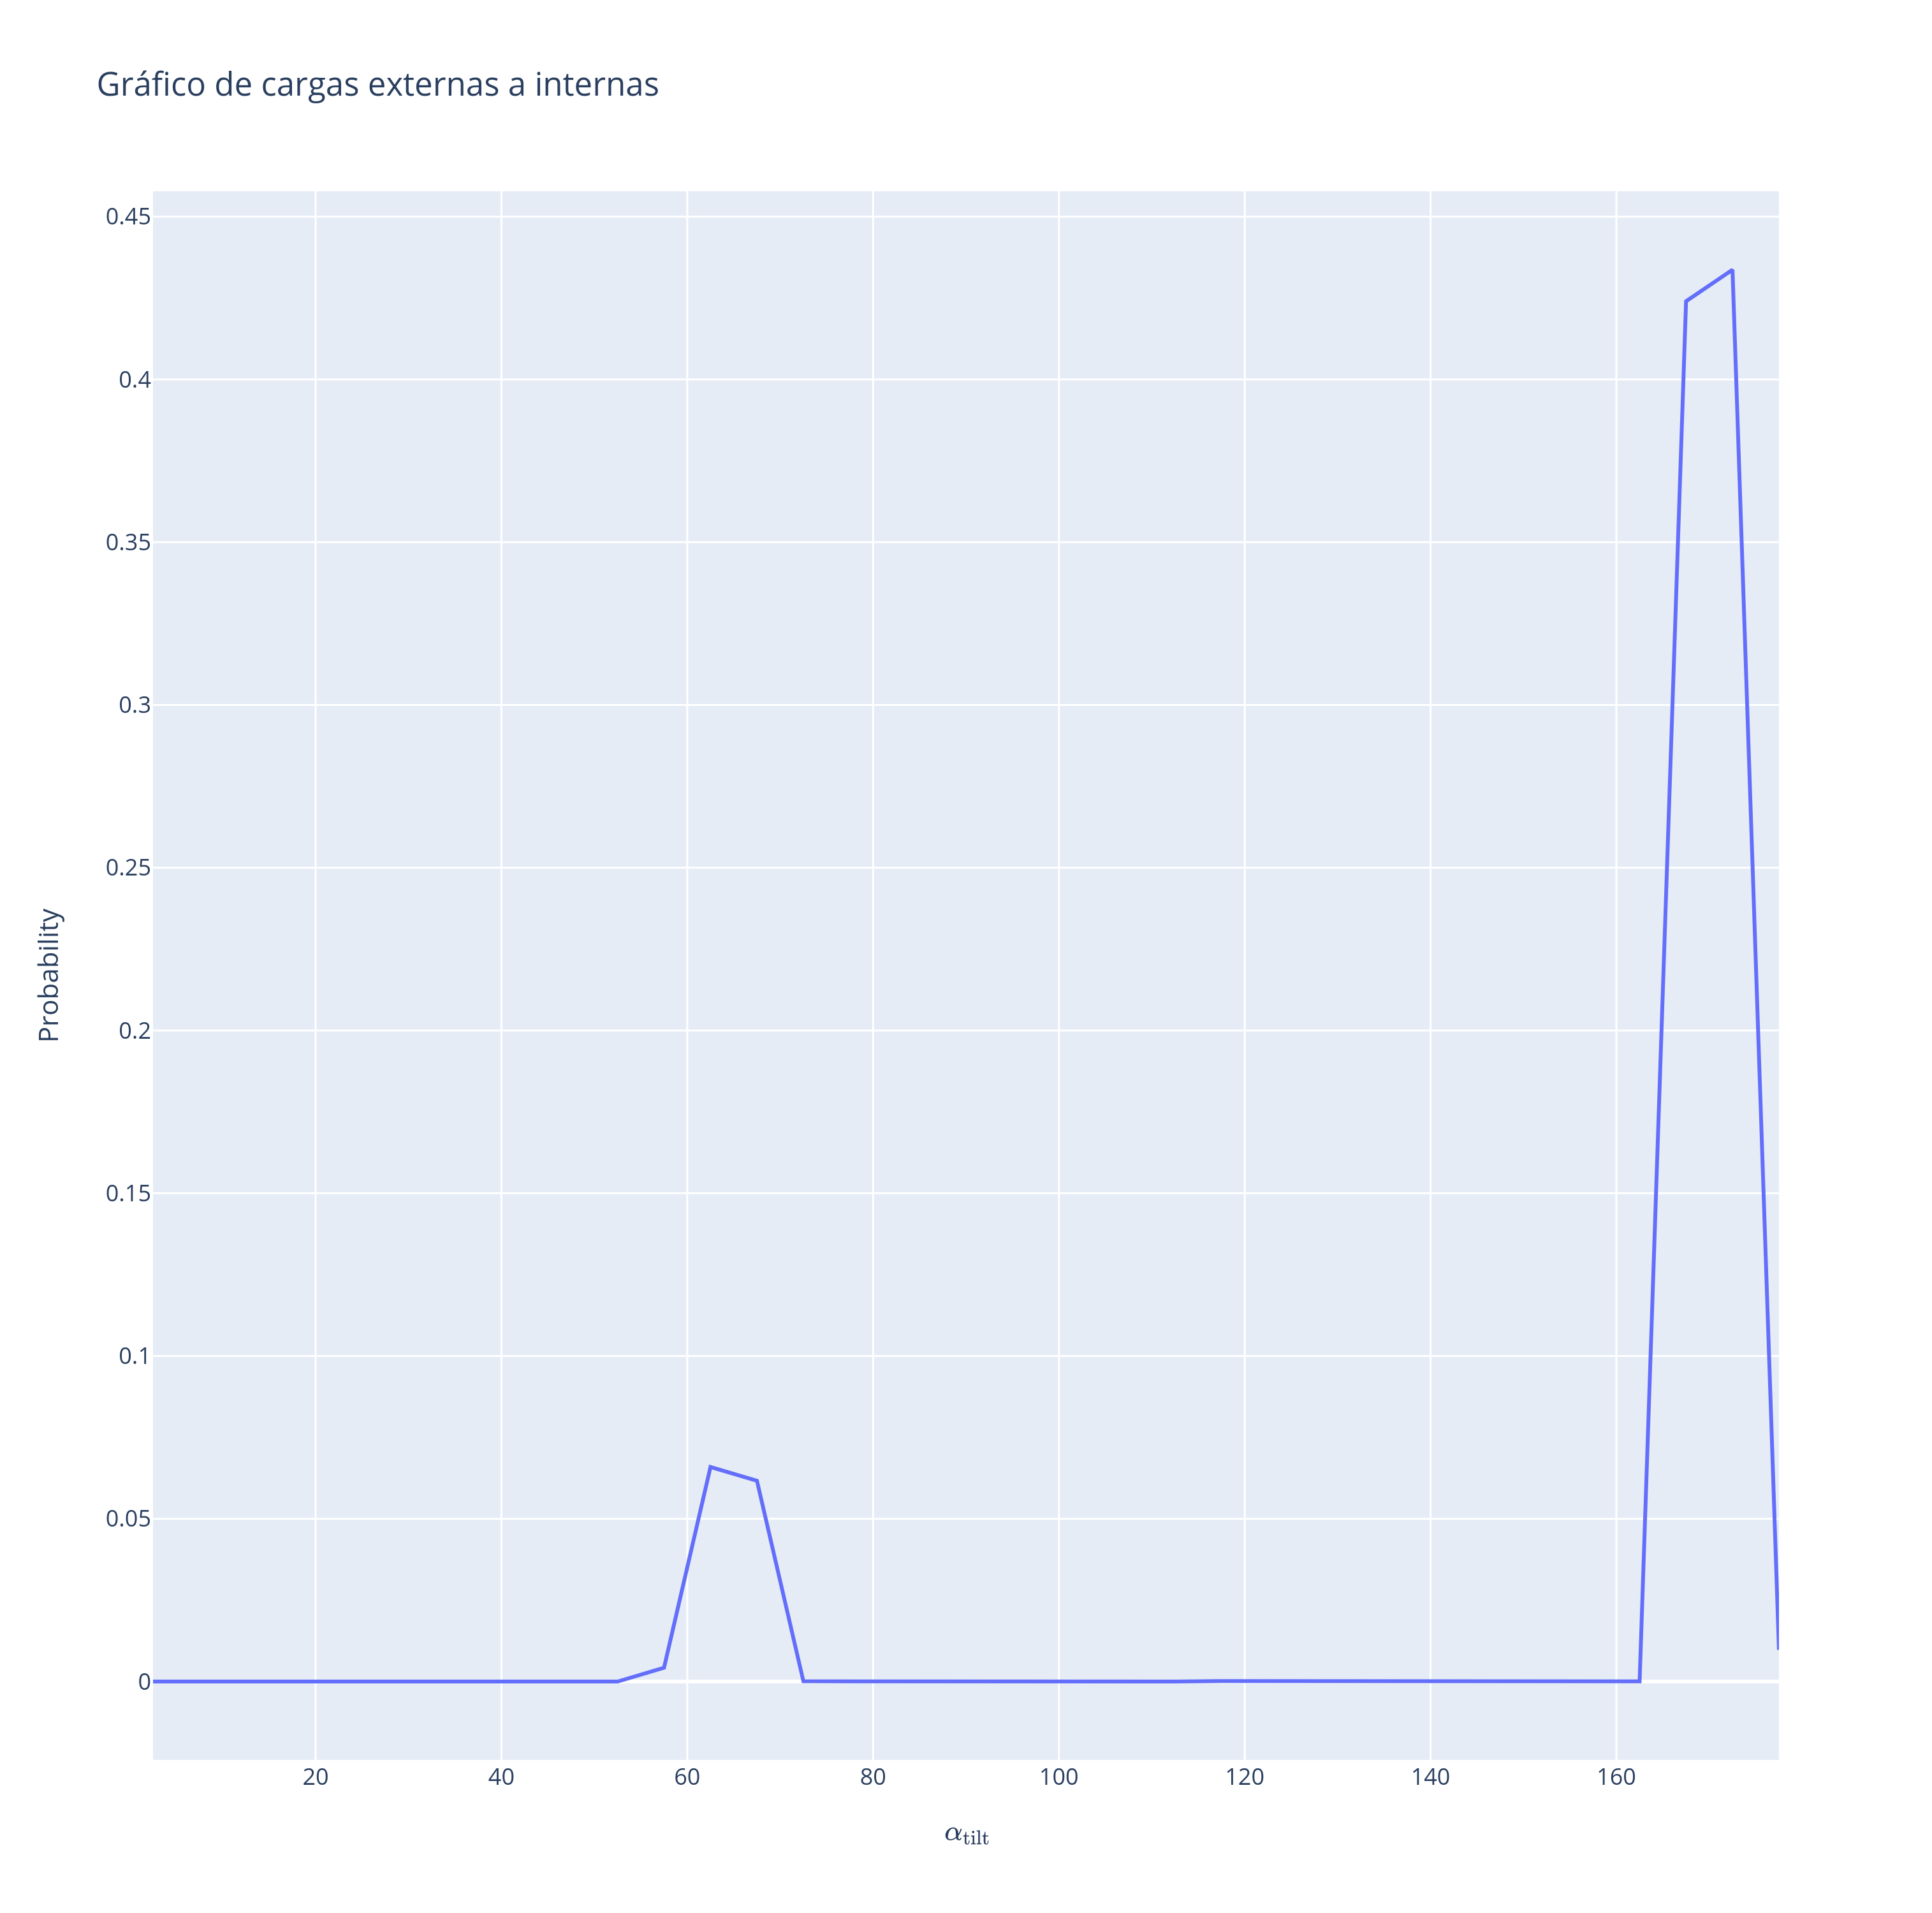 Gráfico de cargas externas a internas
0.45
0.4
0.35
0.3
0.25
0.2
0.15
0.1
0.05
0
Probability
20 40 60 80 100 120 140 160
α_tilt